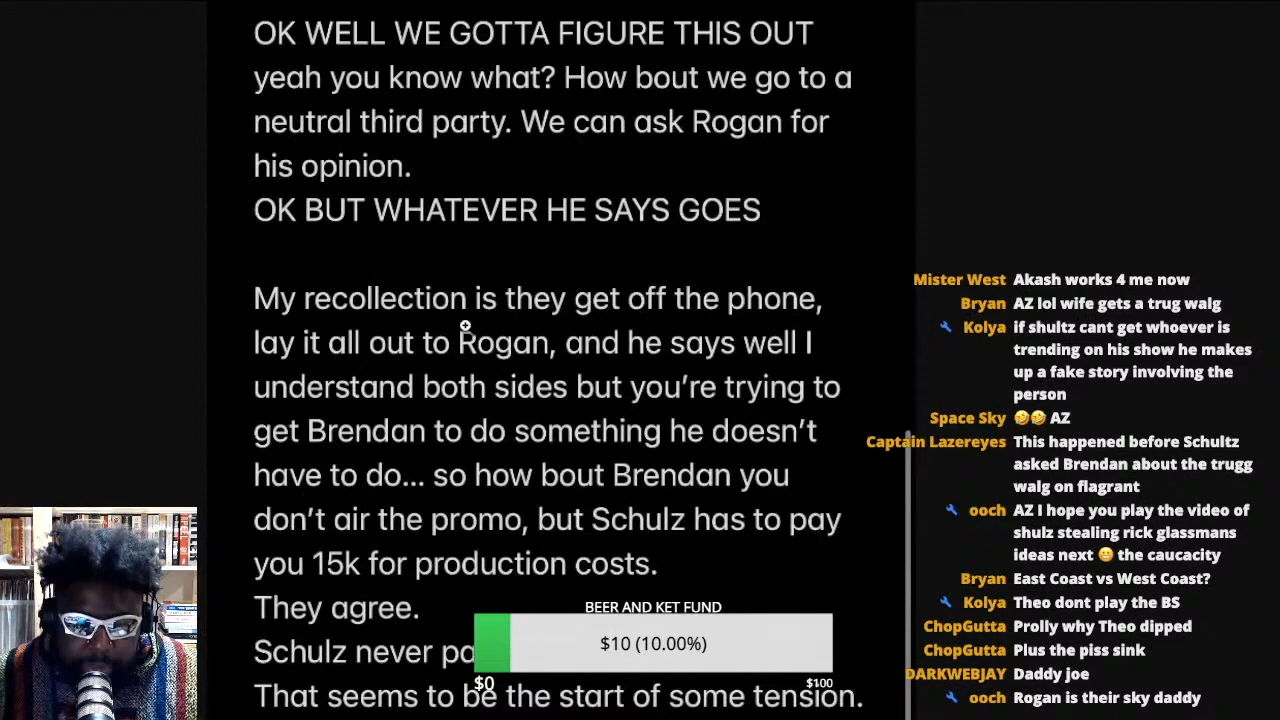 OK WELL WE GOTTA FIGURE THIS OUT
yeah you know what? How bout we go to a
neutral third party. We can ask Rogan for
his opinion.
OK BUT WHATEVER HE SAYS GOES
My recollection is they get off the phone,
lay it all out to Rogan, and he says well I
understand both sides but you're trying to
get Brendan to do something he doesn't
have to do... so how bout Brendan you
don't air the promo, but Schulz has to pay
you 15k for production costs.
They agree.
Schulz never
That seems to be the start of some tension.
BEER AND KET FUND
$10 (10.00%)
$0
$100
Mister West Akash works 4 me now
Bryan AZ lol wife gets a trug walg
Kolya if shultz cant get whoever is
trending on his show he makes
up a fake story involving the
person
Space Sky 🤣🤣 AZ
Captain Lazereyes This happened before Schultz
asked Brendan about the trugg
walg on flagrant
ooch AZ I hope you play the video of
shulz stealing rick glassmans
ideas next 😬 the caucacity
Bryan East Coast vs West Coast?
Kolya Theo dont play the BS
ChopGutta Prolly why Theo dipped
ChopGutta Plus the piss sink
DARKWEBJAY Daddy joe
ooch Rogan is their sky daddy